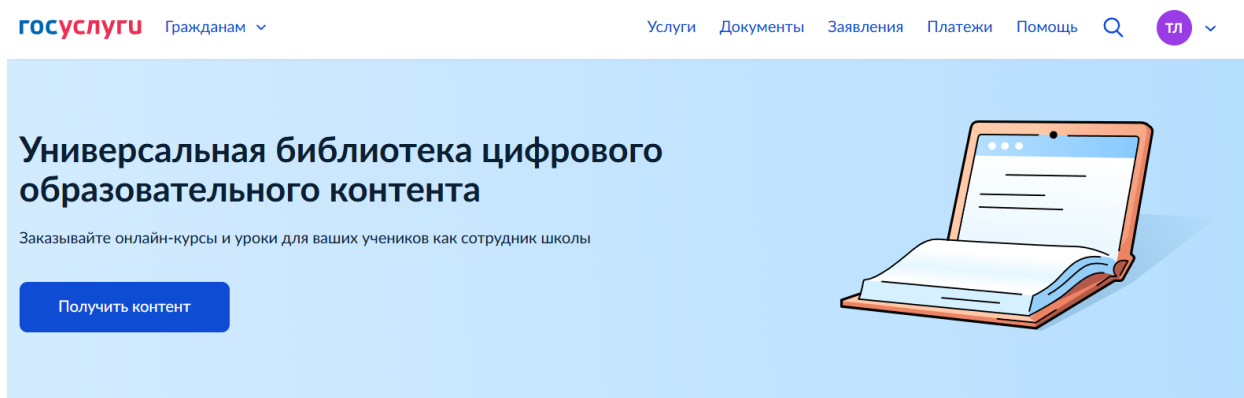 госуслуги Гражданам Услуги Документы Заявления Платежи Помощь ТЛ
Универсальная библиотека цифрового
образовательного контента
Заказывайте онлайн-курсы и уроки для ваших учеников как сотрудник школы
Получить контент